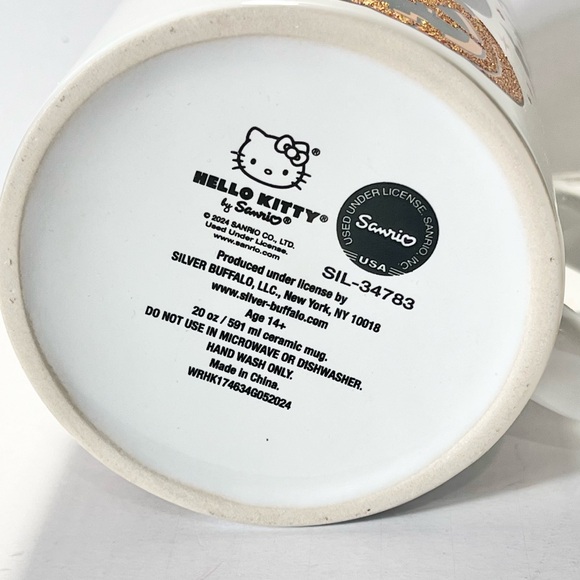 HELLO KITTY®
by Sanrio®
© 2024 SANRIO CO., LTD.
Used Under License.
www.sanrio.com
USED UNDER LICENSE. SANRIO, INC.
Sanrio
USA
SIL-34783
Produced under license by
SILVER BUFFALO, LLC., New York, NY 10018
www.silver-buffalo.com
Age 14+
20 oz / 591 ml ceramic mug.
DO NOT USE IN MICROWAVE OR DISHWASHER.
HAND WASH ONLY.
Made in China.
WRHK174634G052024